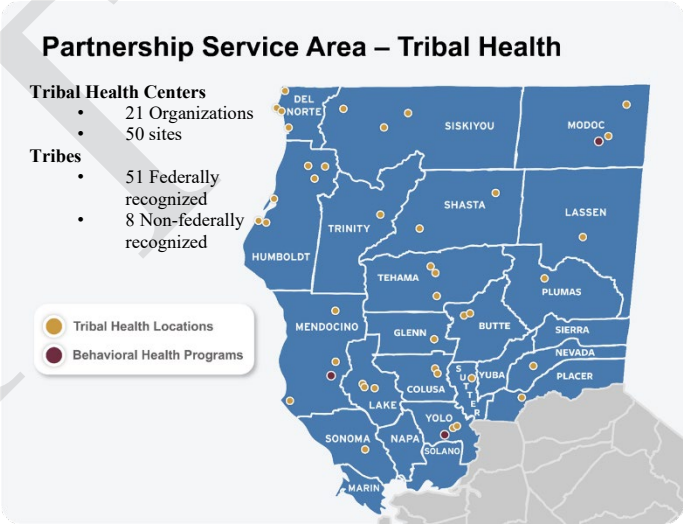 Partnership Service Area – Tribal Health
Tribal Health Centers
• 21 Organizations
• 50 sites
Tribes
• 51 Federally
recognized
• 8 Non-federally
recognized
Tribal Health Locations
Behavioral Health Programs
DEL
NORTE
SISKIYOU
MODOC
HUMBOLDT
TRINITY
SHASTA
LASSEN
TEHAMA
PLUMAS
MENDOCINO
GLENN
BUTTE
SIERRA
NEVADA
PLACER
YUBA
SUTTER
COLUSA
LAKE
YOLO
SONOMA
NAPA
SOLANO
MARIN